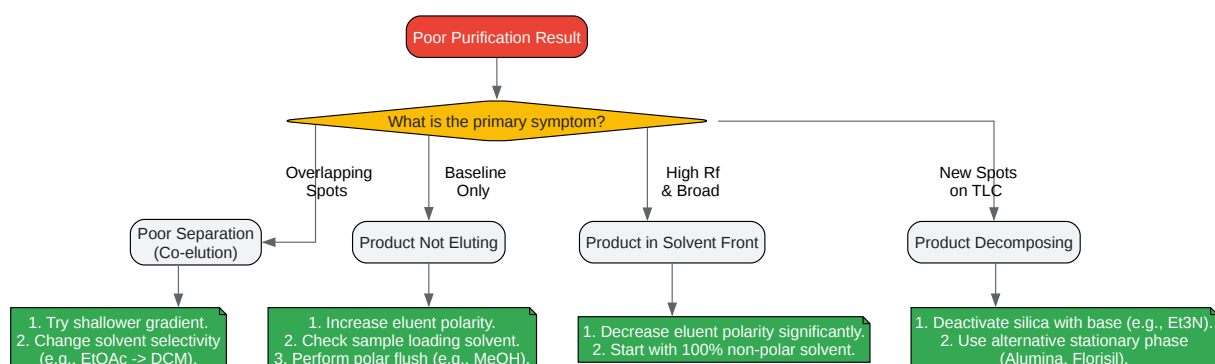 Poor Purification Result
What is the primary symptom?
Overlapping
Spots
Baseline
Only
High Rf
& Broad
New Spots
on TLC
Poor Separation
(Co-elution)
Product Not Eluting
Product in Solvent Front
Product Decomposing
1. Try shallower gradient.
2. Change solvent selectivity
(e.g., EtOAc -> DCM).
1. Increase eluent polarity.
2. Check sample loading solvent.
3. Perform polar flush (e.g., MeOH).
1. Decrease eluent polarity significantly.
2. Start with 100% non-polar solvent.
1. Deactivate silica with base (e.g., Et3N).
2. Use alternative stationary phase
(Alumina, Florisil).